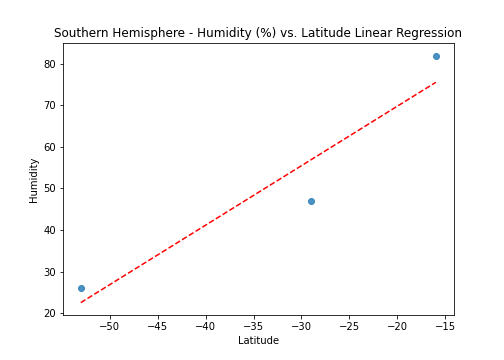 Southern Hemisphere - Humidity (%) vs. Latitude Linear Regression
80
70
60
50
40
30
20
Humidity
−50 −45 −40 −35 −30 −25 −20 −15
Latitude